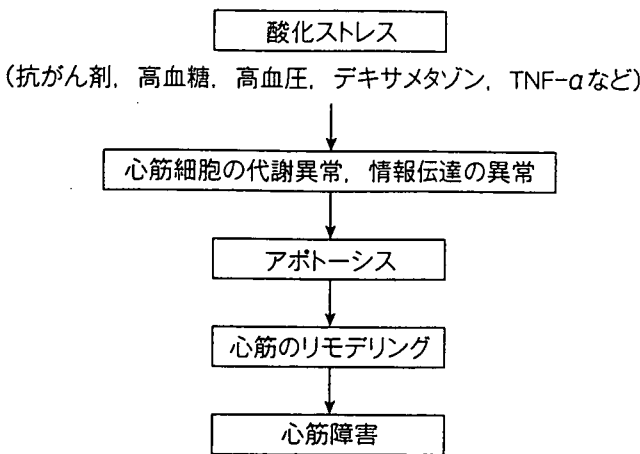 酸化ストレス
(抗がん剤, 高血糖, 高血圧, デキサメタゾン, TNF-αなど)
心筋細胞の代謝異常, 情報伝達の異常
アポトーシス
心筋のリモデリング
心筋障害